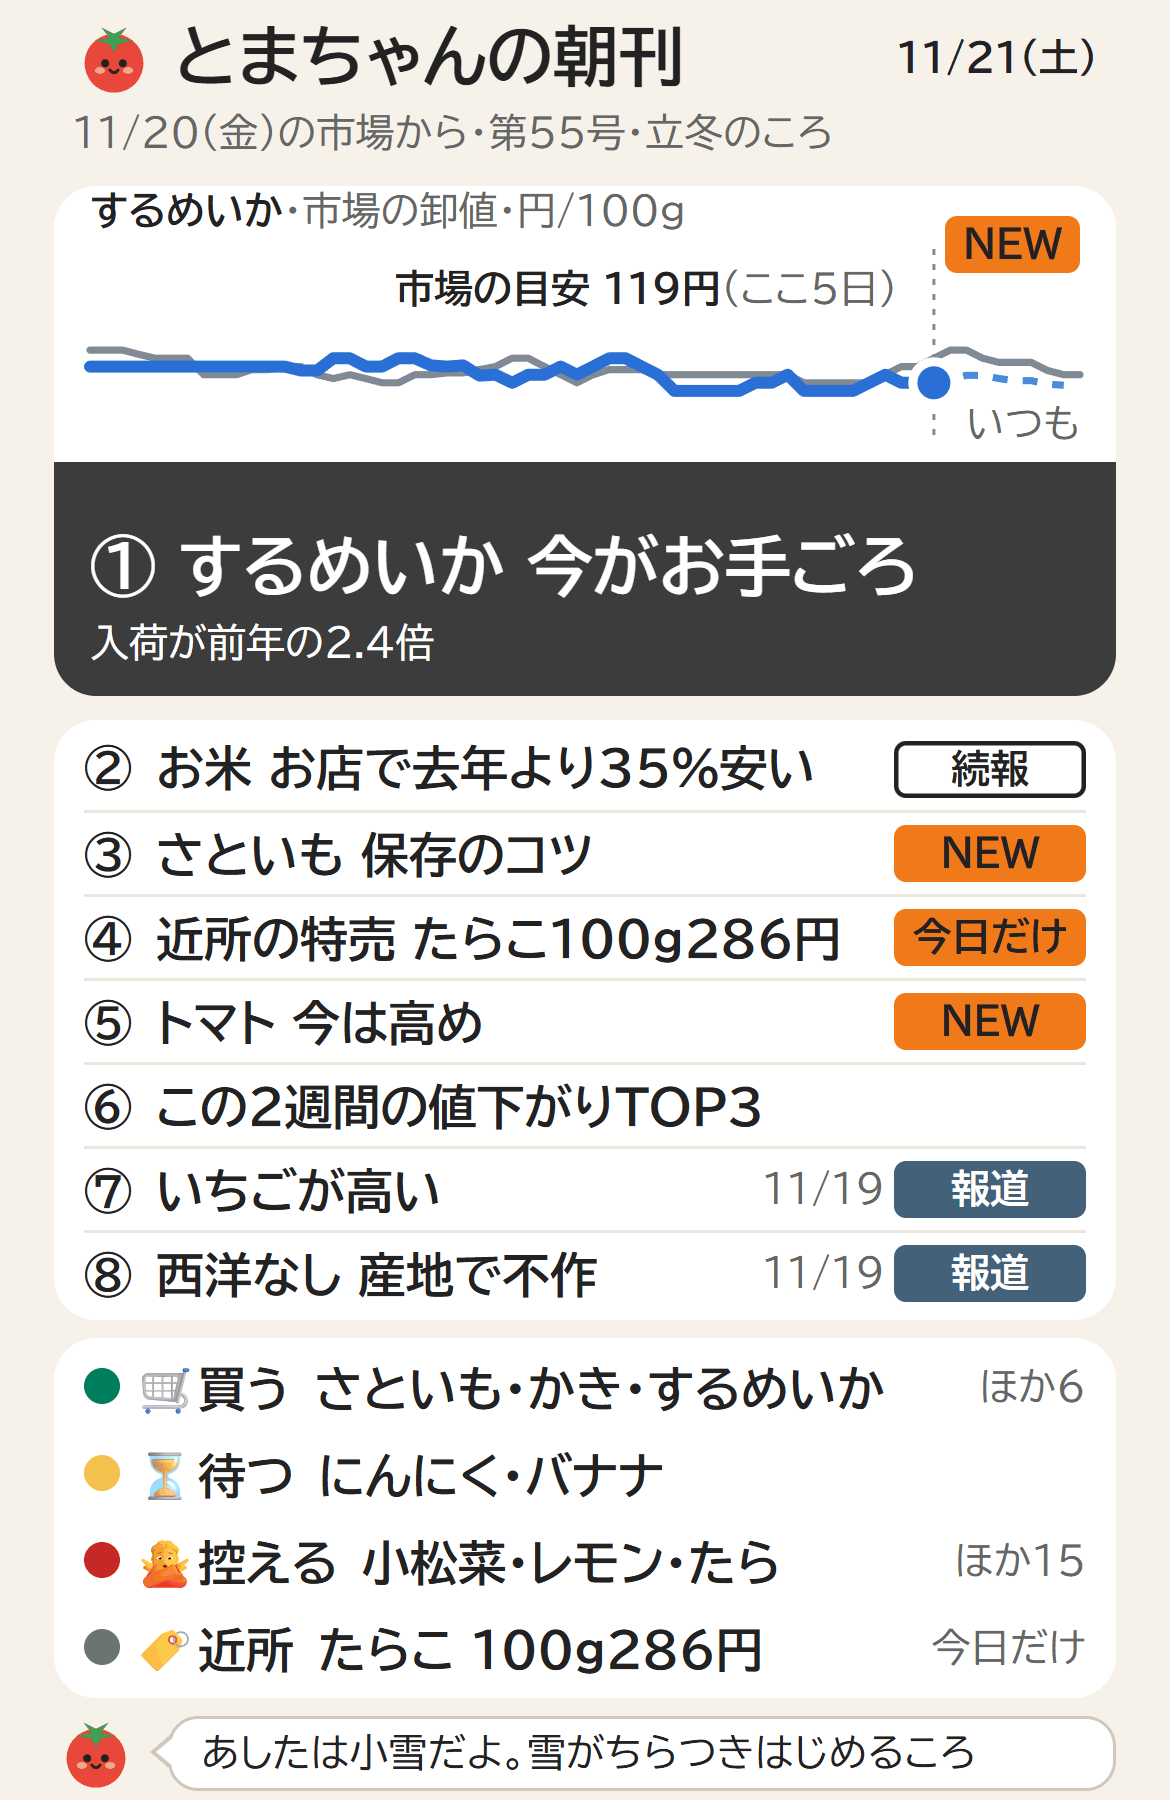 とまちゃんの朝刊
11/21(土)
11/20(金)の市場から・第55号・立冬のころ
するめいか・市場の卸値・円/100g
NEW
市場の目安 119円(ここ5日)
いつも
① するめいか 今がお手ごろ
入荷が前年の2.4倍
② お米 お店で去年より35%安い 続報
③ さといも 保存のコツ NEW
④ 近所の特売 たらこ100g286円 今日だけ
⑤ トマト 今は高め NEW
⑥ この2週間の値下がりTOP3
⑦ いちごが高い 11/19 報道
⑧ 西洋なし 産地で不作 11/19 報道
買う さといも・かき・するめいか ほか6
待つ にんにく・バナナ
控える 小松菜・レモン・たら ほか15
近所 たらこ 100g286円 今日だけ
あしたは小雪だよ。雪がちらつきはじめるころ